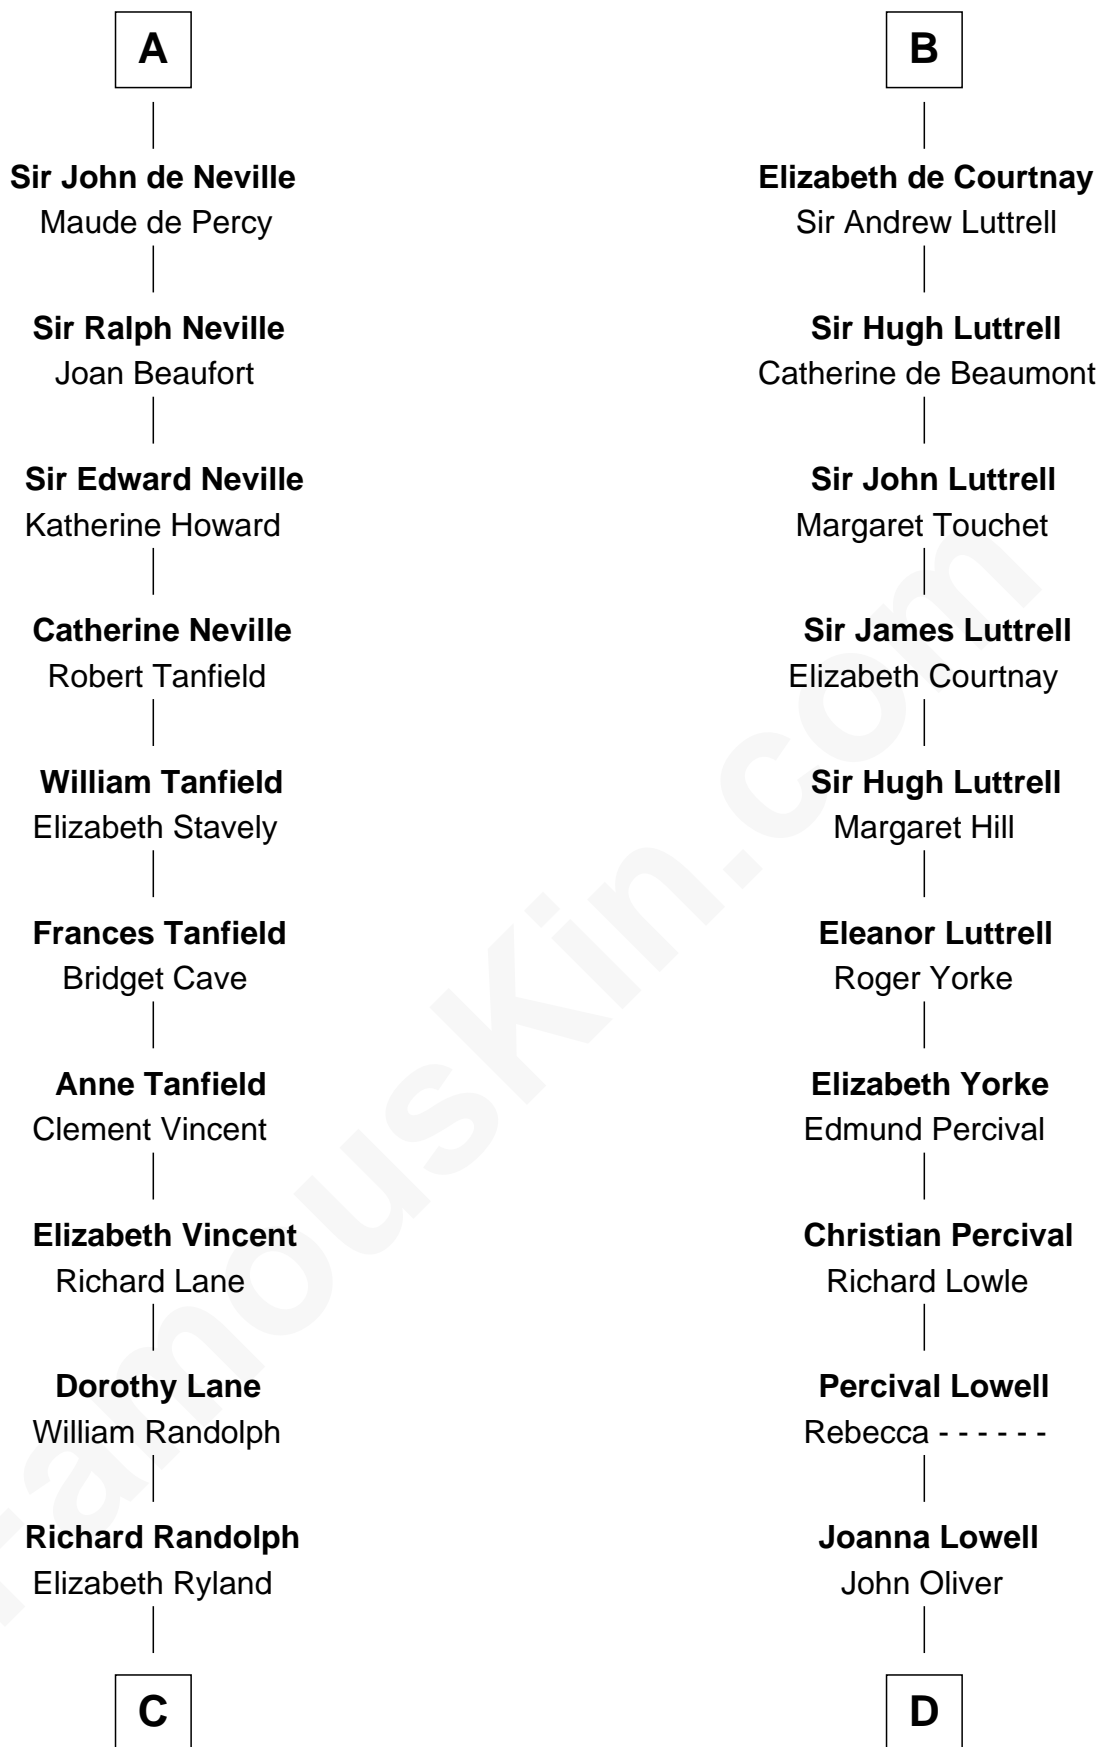 A
Sir John de Neville
Maude de Percy
Sir Ralph Neville
Joan Beaufort
Sir Edward Neville
Katherine Howard
Catherine Neville
Robert Tanfield
William Tanfield
Elizabeth Stavely
Frances Tanfield
Bridget Cave
Anne Tanfield
Clement Vincent
Elizabeth Vincent
Richard Lane
Dorothy Lane
William Randolph
Richard Randolph
Elizabeth Ryland
C
B
Elizabeth de Courtnay
Sir Andrew Luttrell
Sir Hugh Luttrell
Catherine de Beaumont
Sir John Luttrell
Margaret Touchet
Sir James Luttrell
Elizabeth Courtnay
Sir Hugh Luttrell
Margaret Hill
Eleanor Luttrell
Roger Yorke
Elizabeth Yorke
Edmund Percival
Christian Percival
Richard Lowle
Percival Lowell
Rebecca - - - - - -
Joanna Lowell
John Oliver
D
FamousKin.com